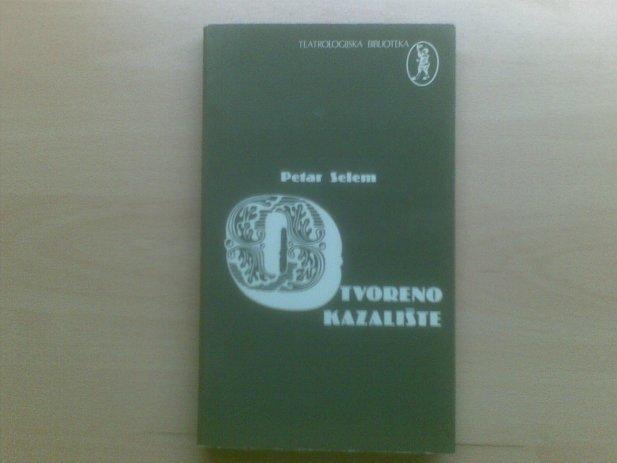 TEATROLOGIJSKA BIBLIOTEKA
Petar Selem
OTVORENO
KAZALIŠTE